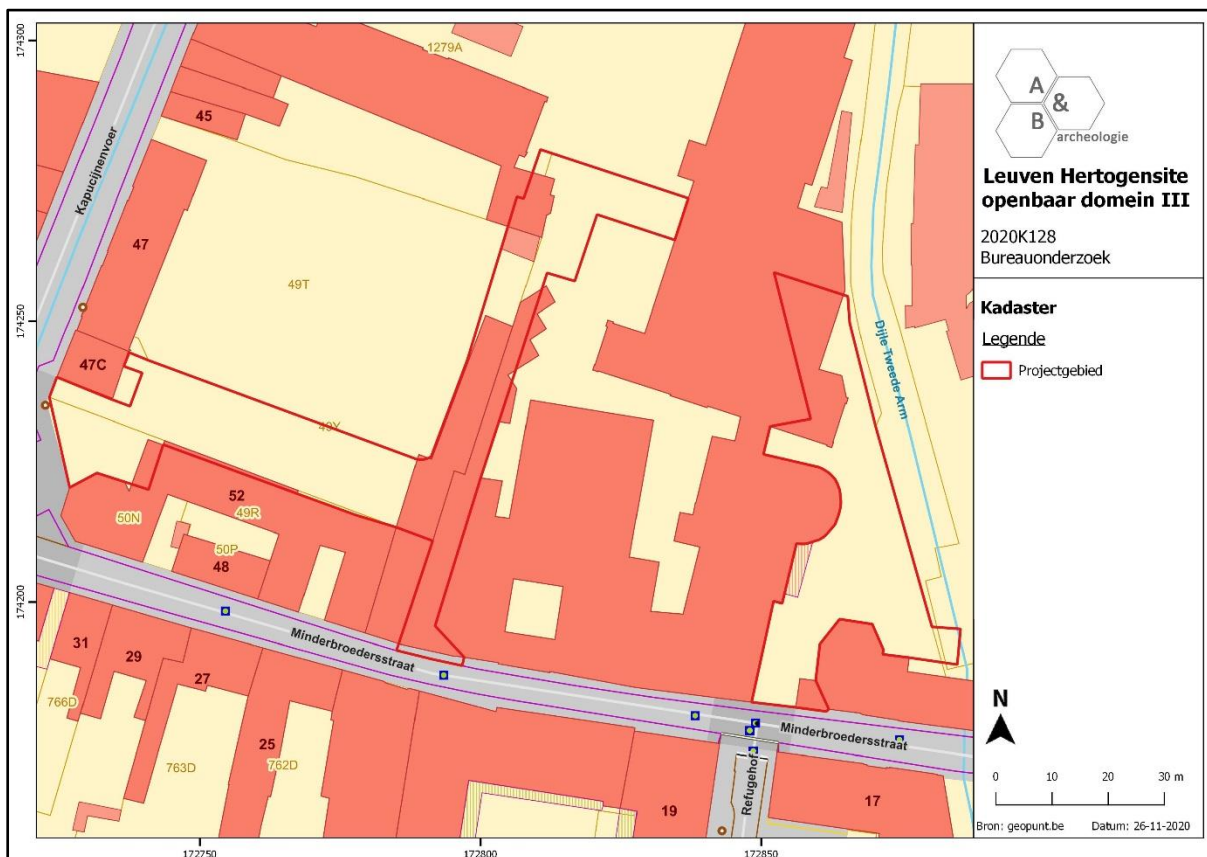 174300
174250
174200
172750
172800
172850
1279A
45
Kapucijnenvoer
47
49T
47C
49Y
52
49R
50N
50P
48
Minderbroedersstraat
Dijle Tweede Arm
31
29
27
766D
25
763D
762D
19
Minderbroedersstraat
Refugehof
17
A
&
B
archeologie
Leuven Hertogensite
openbaar domein III
2020K128
Bureauonderzoek
Kadaster
Legende
Projectgebied
N
0 10 20 30 m
Bron: geopunt.be Datum: 26-11-2020